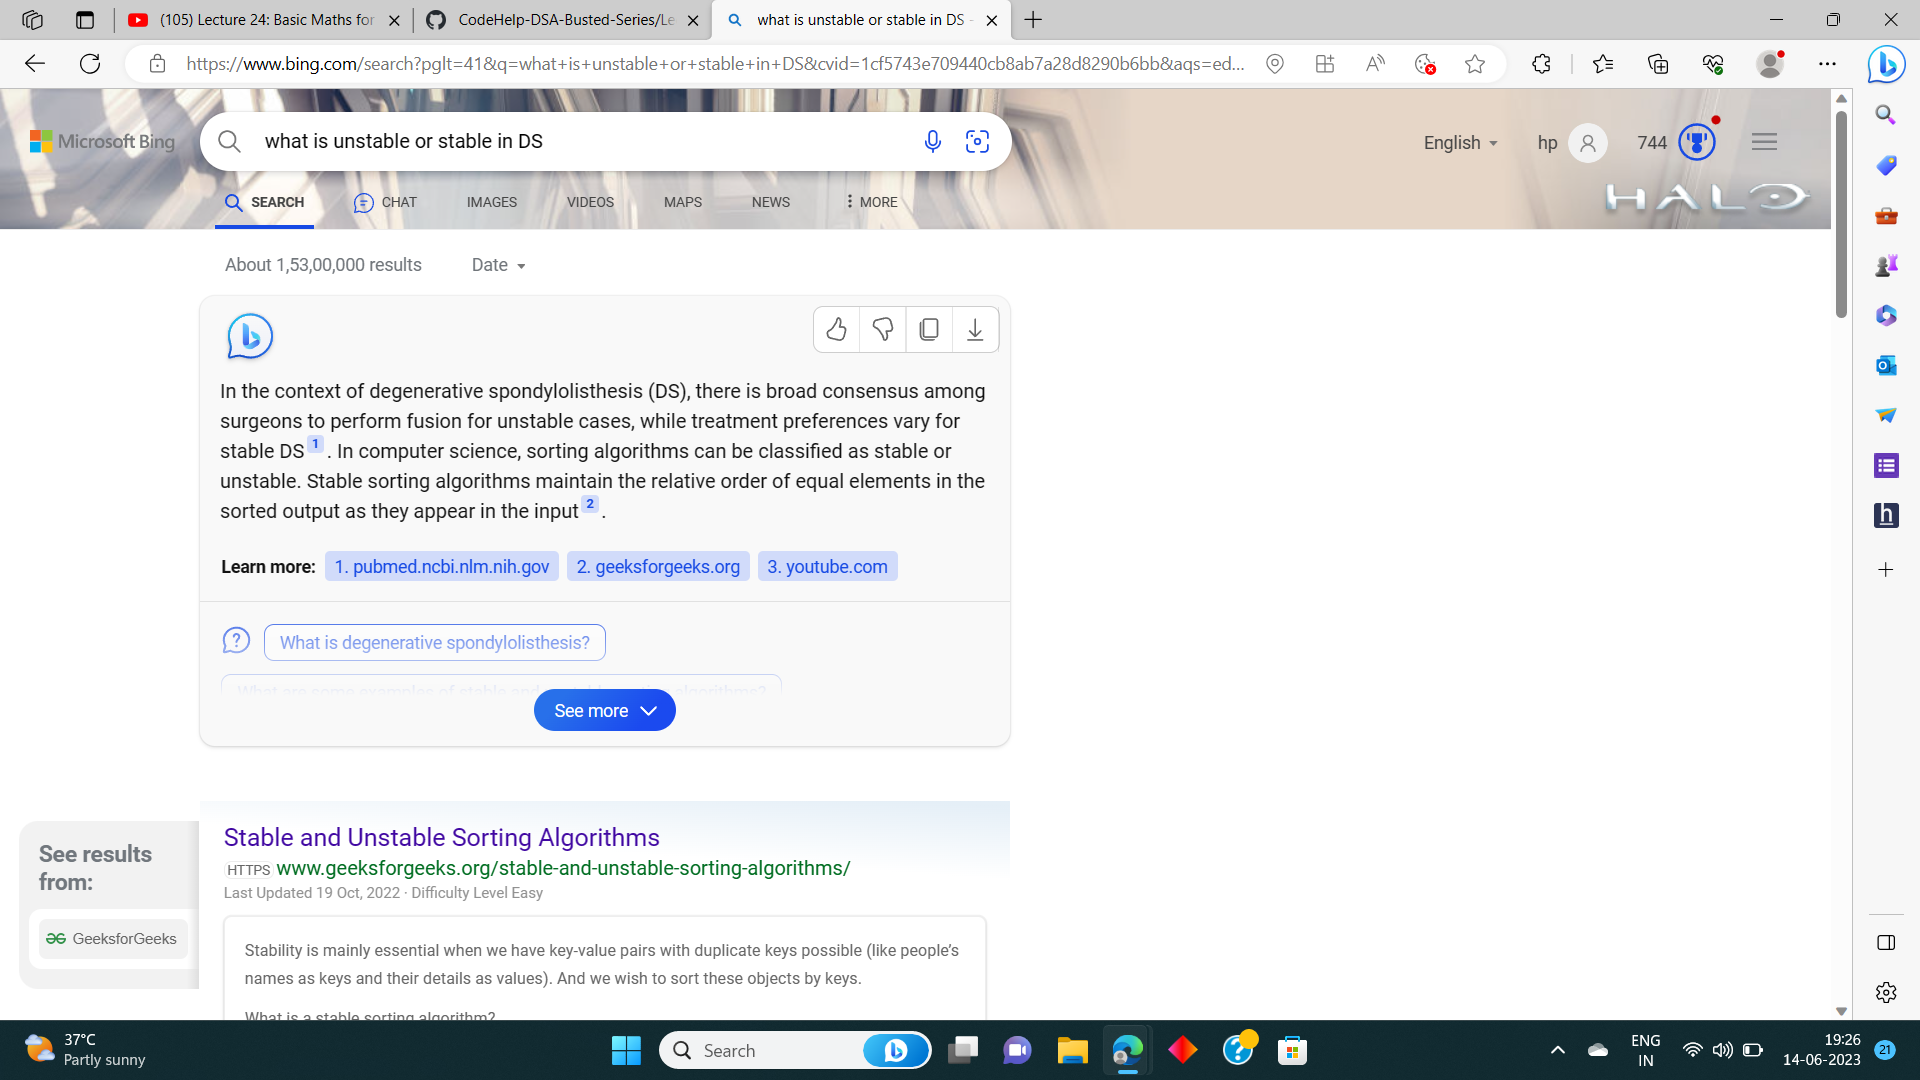 (105) Lecture 24: Basic Maths for
CodeHelp-DSA-Busted-Series/Le
what is unstable or stable in DS -
https://www.bing.com/search?pglt=41&q=what+is+unstable+or+stable+in+DS&cvid=1cf5743e709440cb8ab7a28d8290b6bb&aqs=ed...
Microsoft Bing
what is unstable or stable in DS
English
hp
744
SEARCH
CHAT
IMAGES
VIDEOS
MAPS
NEWS
MORE
HALO
About 1,53,00,000 results
Date
In the context of degenerative spondylolisthesis (DS), there is broad consensus among
surgeons to perform fusion for unstable cases, while treatment preferences vary for
stable DS 1 . In computer science, sorting algorithms can be classified as stable or
unstable. Stable sorting algorithms maintain the relative order of equal elements in the
sorted output as they appear in the input 2 .
Learn more: 1. pubmed.ncbi.nlm.nih.gov 2. geeksforgeeks.org 3. youtube.com
What is degenerative spondylolisthesis?
What are some examples of stable and unstable sorting algorithms?
See more
Stable and Unstable Sorting Algorithms
HTTPS www.geeksforgeeks.org/stable-and-unstable-sorting-algorithms/
Last Updated 19 Oct, 2022 · Difficulty Level Easy
See results
from:
GeeksforGeeks
Stability is mainly essential when we have key-value pairs with duplicate keys possible (like people’s
names as keys and their details as values). And we wish to sort these objects by keys.
What is a stable sorting algorithm?
37°C
Partly sunny
Search
ENG
IN
19:26
14-06-2023
21